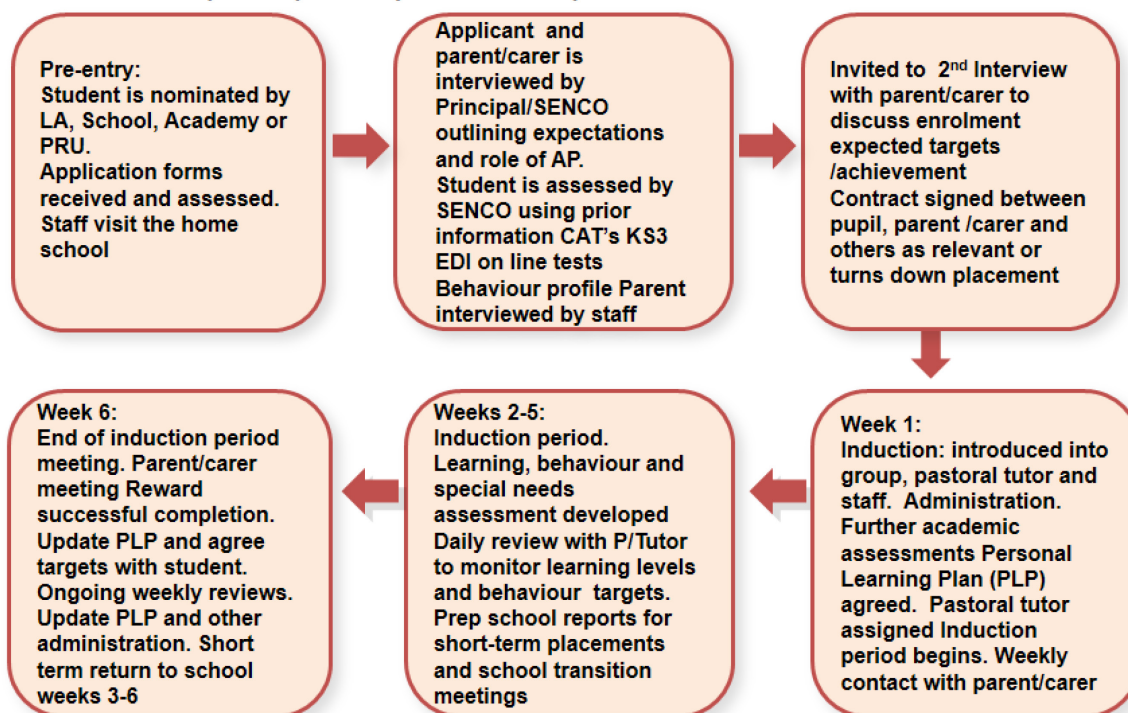 Pre-entry:
Student is nominated by
LA, School, Academy or
PRU.
Application forms
received and assessed.
Staff visit the home
school
Applicant and
parent/carer is
interviewed by
Principal/SENCO
outlining expectations
and role of AP.
Student is assessed by
SENCO using prior
information CAT's KS3
EDI on line tests
Behaviour profile Parent
interviewed by staff
Invited to 2nd Interview
with parent/carer to
discuss enrolment
expected targets
/achievement
Contract signed between
pupil, parent /carer and
others as relevant or
turns down placement
Week 1:
Induction: introduced into
group, pastoral tutor and
staff. Administration.
Further academic
assessments Personal
Learning Plan (PLP)
agreed. Pastoral tutor
assigned Induction
period begins. Weekly
contact with parent/carer
Weeks 2-5:
Induction period.
Learning, behaviour and
special needs
assessment developed
Daily review with P/Tutor
to monitor learning levels
and behaviour targets.
Prep school reports for
short-term placements
and school transition
meetings
Week 6:
End of induction period
meeting. Parent/carer
meeting Reward
successful completion.
Update PLP and agree
targets with student.
Ongoing weekly reviews.
Update PLP and other
administration. Short
term return to school
weeks 3-6